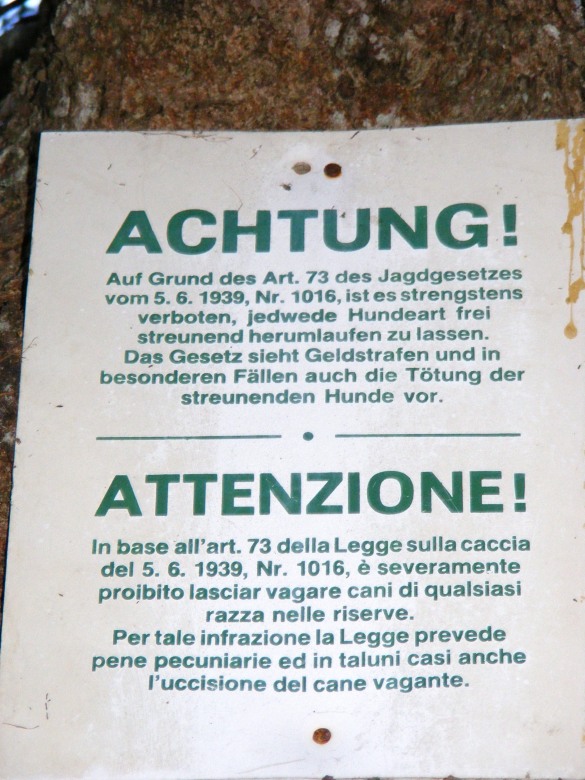 ACHTUNG!
Auf Grund des Art. 73 des Jagdgesetzes
vom 5. 6. 1939, Nr. 1016, ist es strengstens
verboten, jedwede Hundeart frei
streunend herumlaufen zu lassen.
Das Gesetz sieht Geldstrafen und in
besonderen Fällen auch die Tötung der
streunenden Hunde vor.
ATTENZIONE!
In base all'art. 73 della Legge sulla caccia
del 5. 6. 1939, Nr. 1016, è severamente
proibito lasciar vagare cani di qualsiasi
razza nelle riserve.
Per tale infrazione la Legge prevede
pene pecuniarie ed in taluni casi anche
l'uccisione del cane vagante.